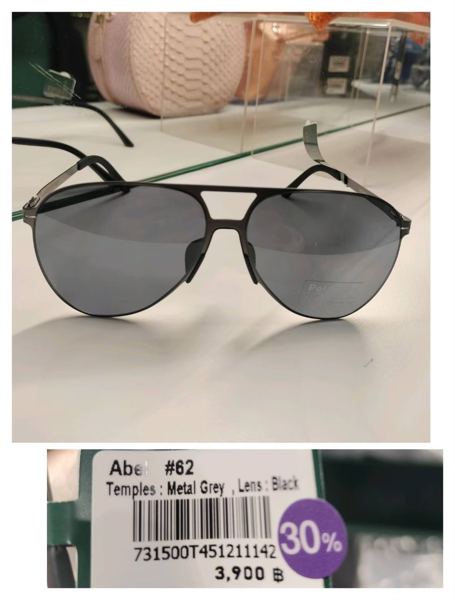 Abel #62
Temples : Metal Grey , Lens : Black
731500T451211142
30%
3,900 ฿